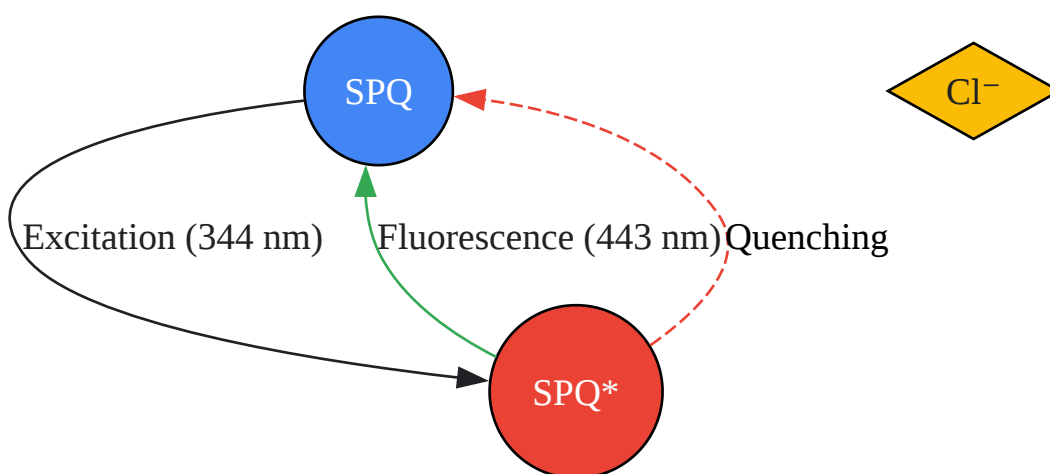 SPQ
Cl⁻
Excitation (344 nm)
Fluorescence (443 nm)
Quenching
SPQ*